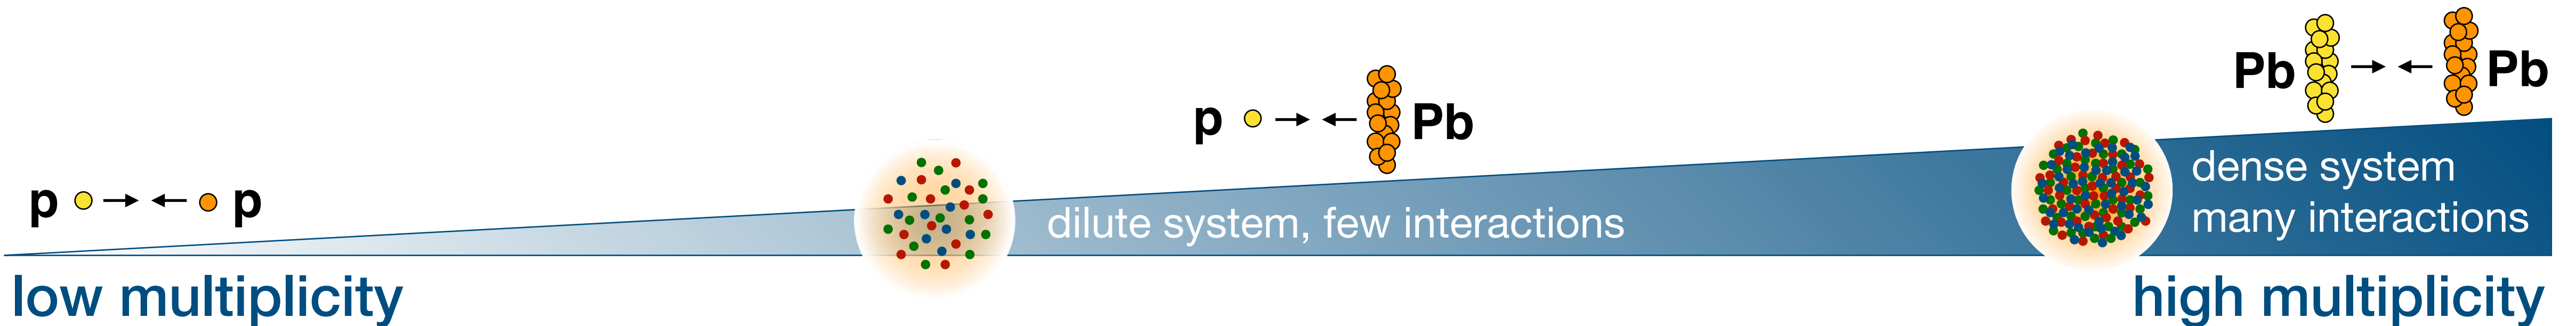 p p
low multiplicity
dilute system, few interactions
p Pb
Pb Pb
dense system
many interactions
high multiplicity